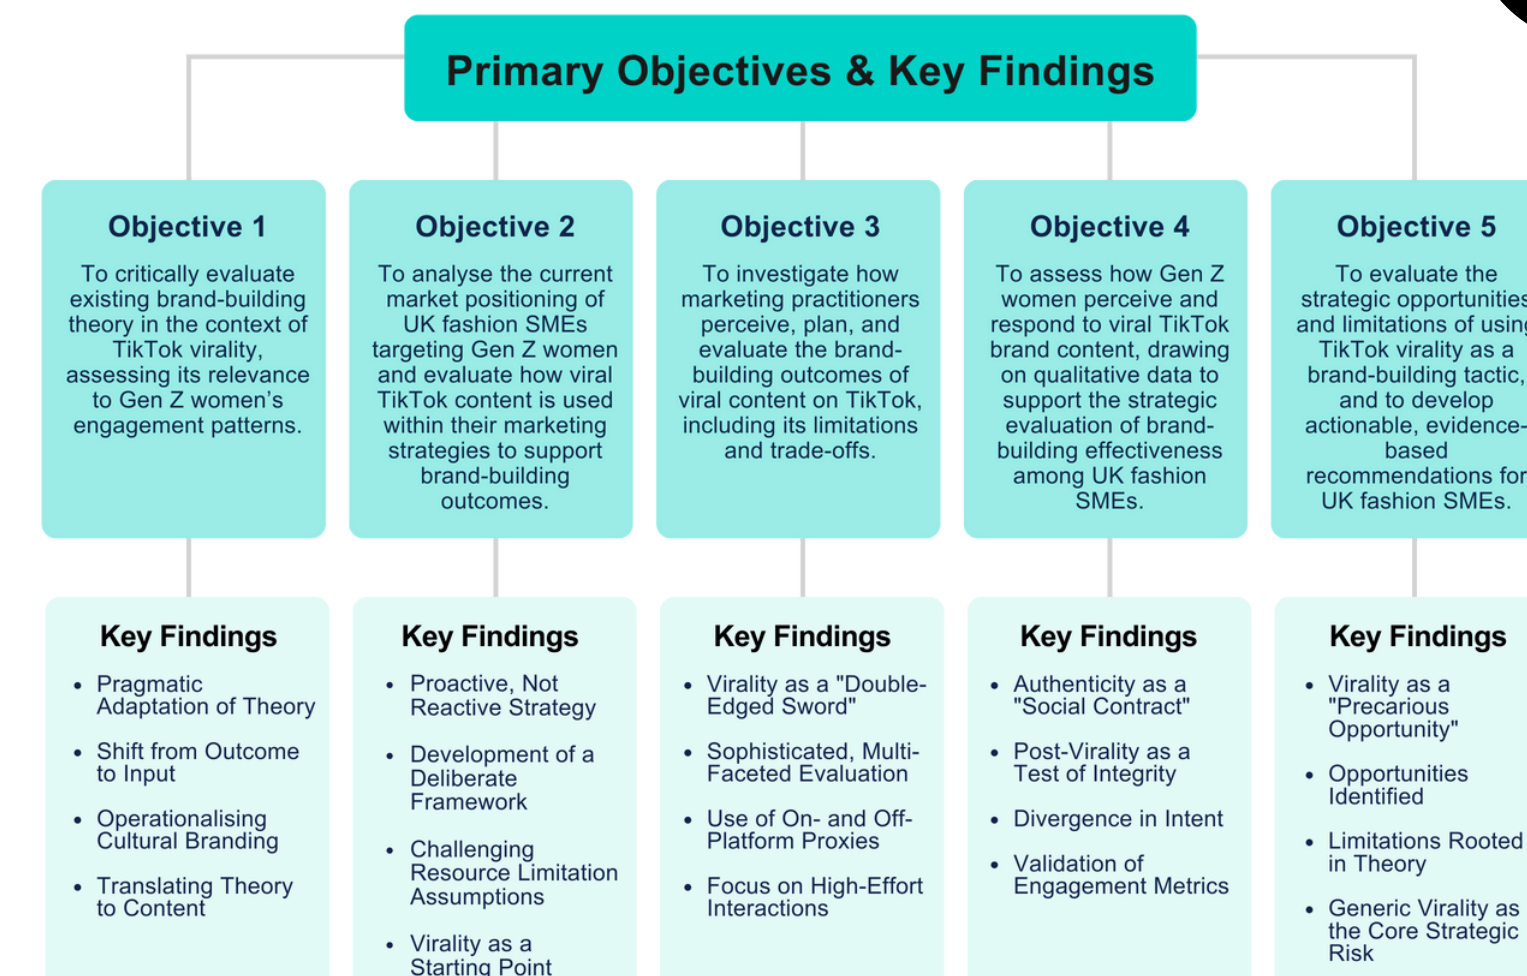 Primary Objectives & Key Findings
Objective 1
To critically evaluate
existing brand-building
theory in the context of
TikTok virality,
assessing its relevance
to Gen Z women’s
engagement patterns.
Objective 2
To analyse the current
market positioning of
UK fashion SMEs
targeting Gen Z women
and evaluate how viral
TikTok content is used
within their marketing
strategies to support
brand-building
outcomes.
Objective 3
To investigate how
marketing practitioners
perceive, plan, and
evaluate the brand-
building outcomes of
viral content on TikTok,
including its limitations
and trade-offs.
Objective 4
To assess how Gen Z
women perceive and
respond to viral TikTok
brand content, drawing
on qualitative data to
support the strategic
evaluation of brand-
building effectiveness
among UK fashion
SMEs.
Objective 5
To evaluate the
strategic opportunities
and limitations of using
TikTok virality as a
brand-building tactic,
and to develop
actionable, evidence-
based
recommendations for
UK fashion SMEs.
Key Findings
• Pragmatic
Adaptation of Theory
• Shift from Outcome
to Input
• Operationalising
Cultural Branding
• Translating Theory
to Content
Key Findings
• Proactive, Not
Reactive Strategy
• Development of a
Deliberate
Framework
• Challenging
Resource Limitation
Assumptions
• Virality as a
Starting Point
Key Findings
• Virality as a "Double-
Edged Sword"
• Sophisticated, Multi-
Faceted Evaluation
• Use of On- and Off-
Platform Proxies
• Focus on High-Effort
Interactions
Key Findings
• Authenticity as a
"Social Contract"
• Post-Virality as a
Test of Integrity
• Divergence in Intent
• Validation of
Engagement Metrics
Key Findings
• Virality as a
"Precarious
Opportunity"
• Opportunities
Identified
• Limitations Rooted
in Theory
• Generic Virality as
the Core Strategic
Risk